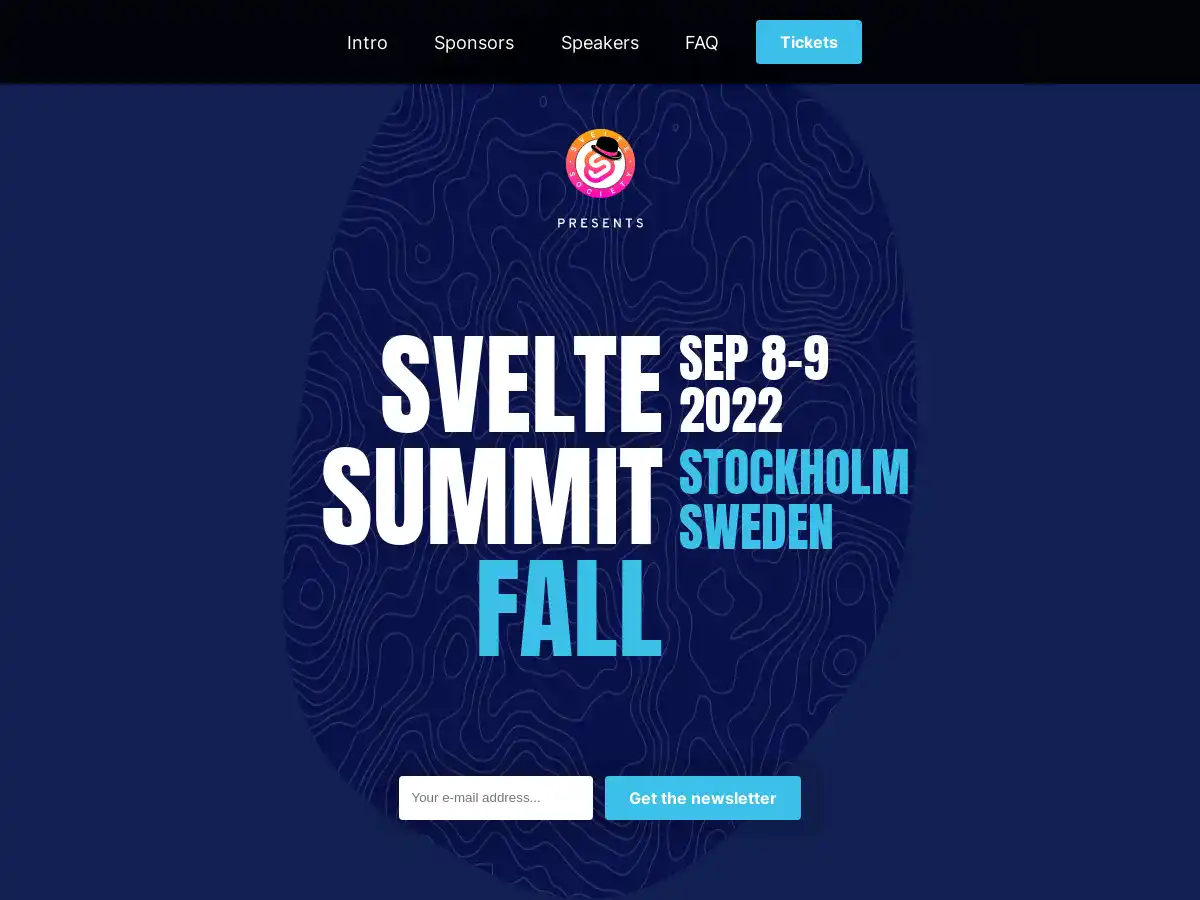 Intro
Sponsors
Speakers
FAQ
Tickets
SVELTE
SOCIETY
PRESENTS
SVELTE
SUMMIT
FALL
SEP 8-9
2022
STOCKHOLM
SWEDEN
Your e-mail address...
Get the newsletter